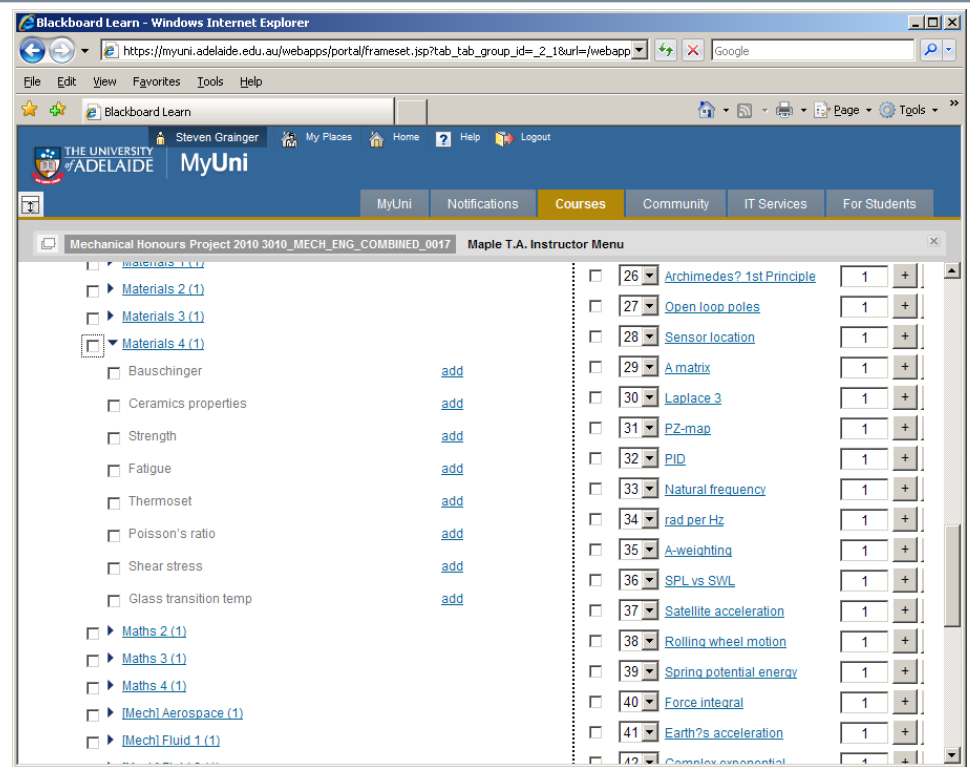 Blackboard Learn - Windows Internet Explorer
https://myuni.adelaide.edu.au/webapps/portal/frameset.jsp?tab_tab_group_id=_2_1&url=/webapp
Google
File Edit View Favorites Tools Help
Blackboard Learn
Page Tools »
Steven Grainger My Places Home ? Help Logout
THE UNIVERSITY
of ADELAIDE
MyUni
MyUni Notifications Courses Community IT Services For Students
Mechanical Honours Project 2010 3010_MECH_ENG_COMBINED_0017 Maple T.A. Instructor Menu
Materials 1 (1)
Materials 2 (1)
Materials 3 (1)
Materials 4 (1)
Bauschinger add
Ceramics properties add
Strength add
Fatigue add
Thermoset add
Poisson's ratio add
Shear stress add
Glass transition temp add
Maths 2 (1)
Maths 3 (1)
Maths 4 (1)
[Mech] Aerospace (1)
[Mech] Fluid 1 (1)
26 Archimedes? 1st Principle 1 +
27 Open loop poles 1 +
28 Sensor location 1 +
29 A matrix 1 +
30 Laplace 3 1 +
31 PZ-map 1 +
32 PID 1 +
33 Natural frequency 1 +
34 rad per Hz 1 +
35 A-weighting 1 +
36 SPL vs SWL 1 +
37 Satellite acceleration 1 +
38 Rolling wheel motion 1 +
39 Spring potential energy 1 +
40 Force integral 1 +
41 Earth?s acceleration 1 +
42 Complex exponential 1 +